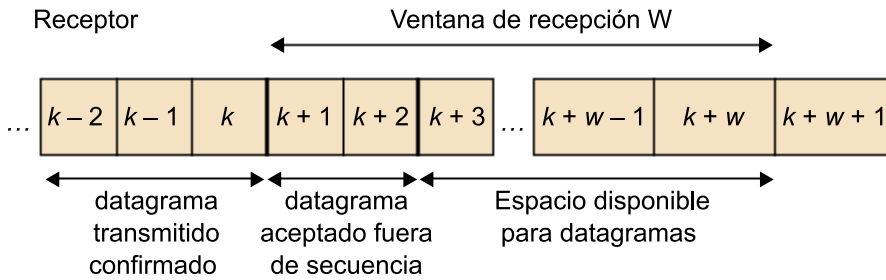 Receptor
Ventana de recepción W
... k – 2 k – 1 k k + 1 k + 2 k + 3 ... k + w – 1 k + w k + w + 1
datagrama
transmitido
confirmado
datagrama
aceptado fuera
de secuencia
Espacio disponible
para datagramas